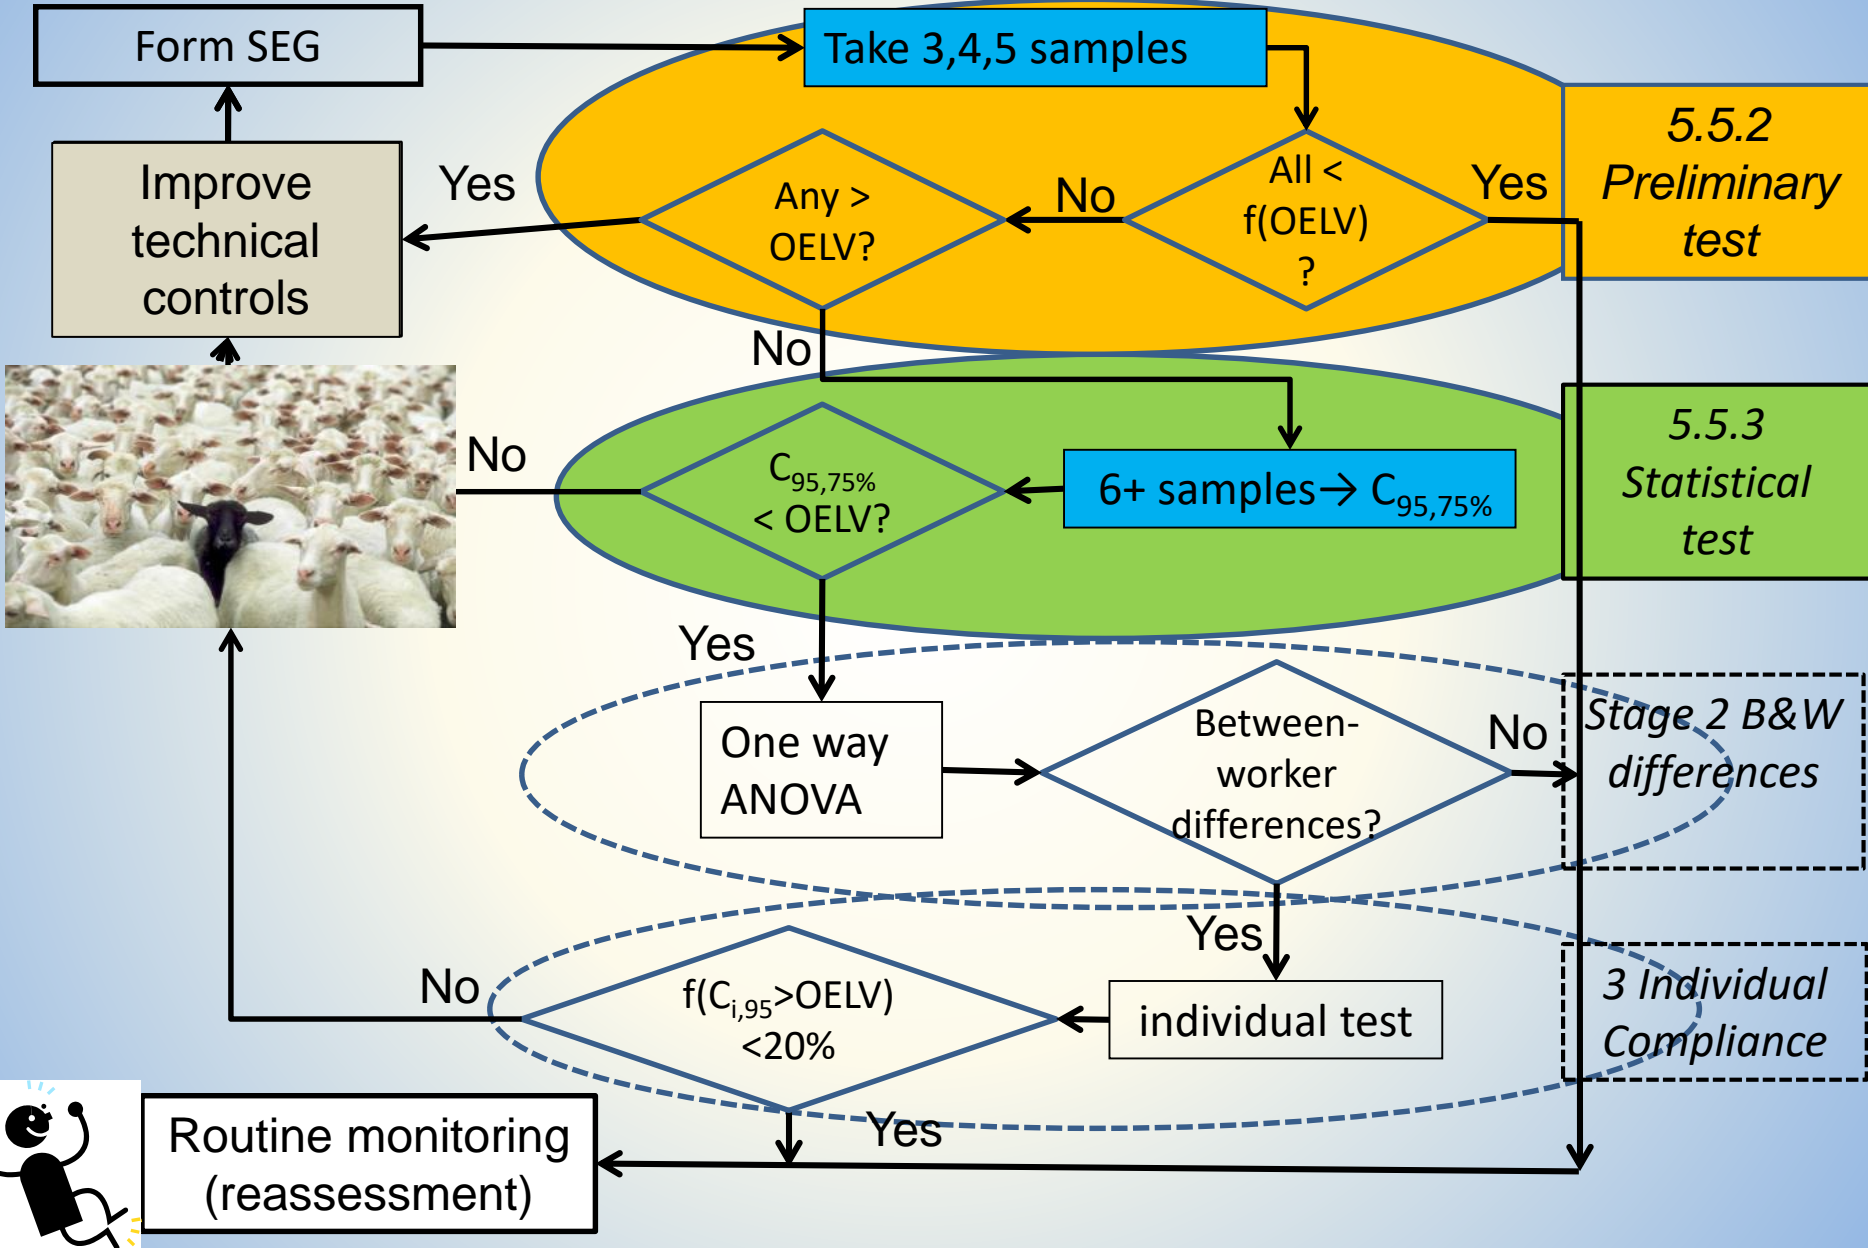 Form SEG
Take 3,4,5 samples
5.5.2
Preliminary
test
Improve
technical
controls
Yes
Any >
OELV?
No
All <
f(OELV)
?
Yes
No
No
C95,75%
< OELV?
6+ samples→ C95,75%
5.5.3
Statistical
test
Yes
One way
ANOVA
Between-
worker
differences?
No
Stage 2 B&W
differences
Yes
No
f(Ci,95>OELV)
<20%
individual test
3 Individual
Compliance
Yes
Routine monitoring
(reassessment)